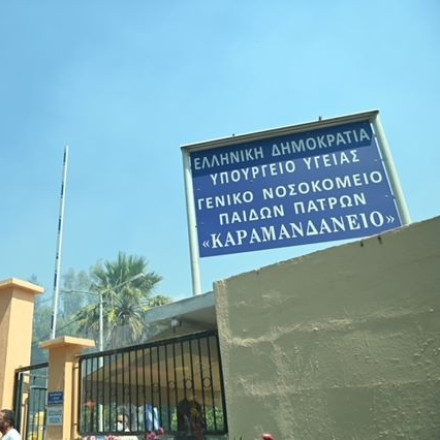 ΕΛΛΗΝΙΚΗ ΔΗΜΟΚΡΑΤΙΑ
ΥΠΟΥΡΓΕΙΟ ΥΓΕΙΑΣ
ΓΕΝΙΚΟ ΝΟΣΟΚΟΜΕΙΟ
ΠΑΙΔΩΝ ΠΑΤΡΩΝ
«ΚΑΡΑΜΑΝΔΑΝΕΙΟ»